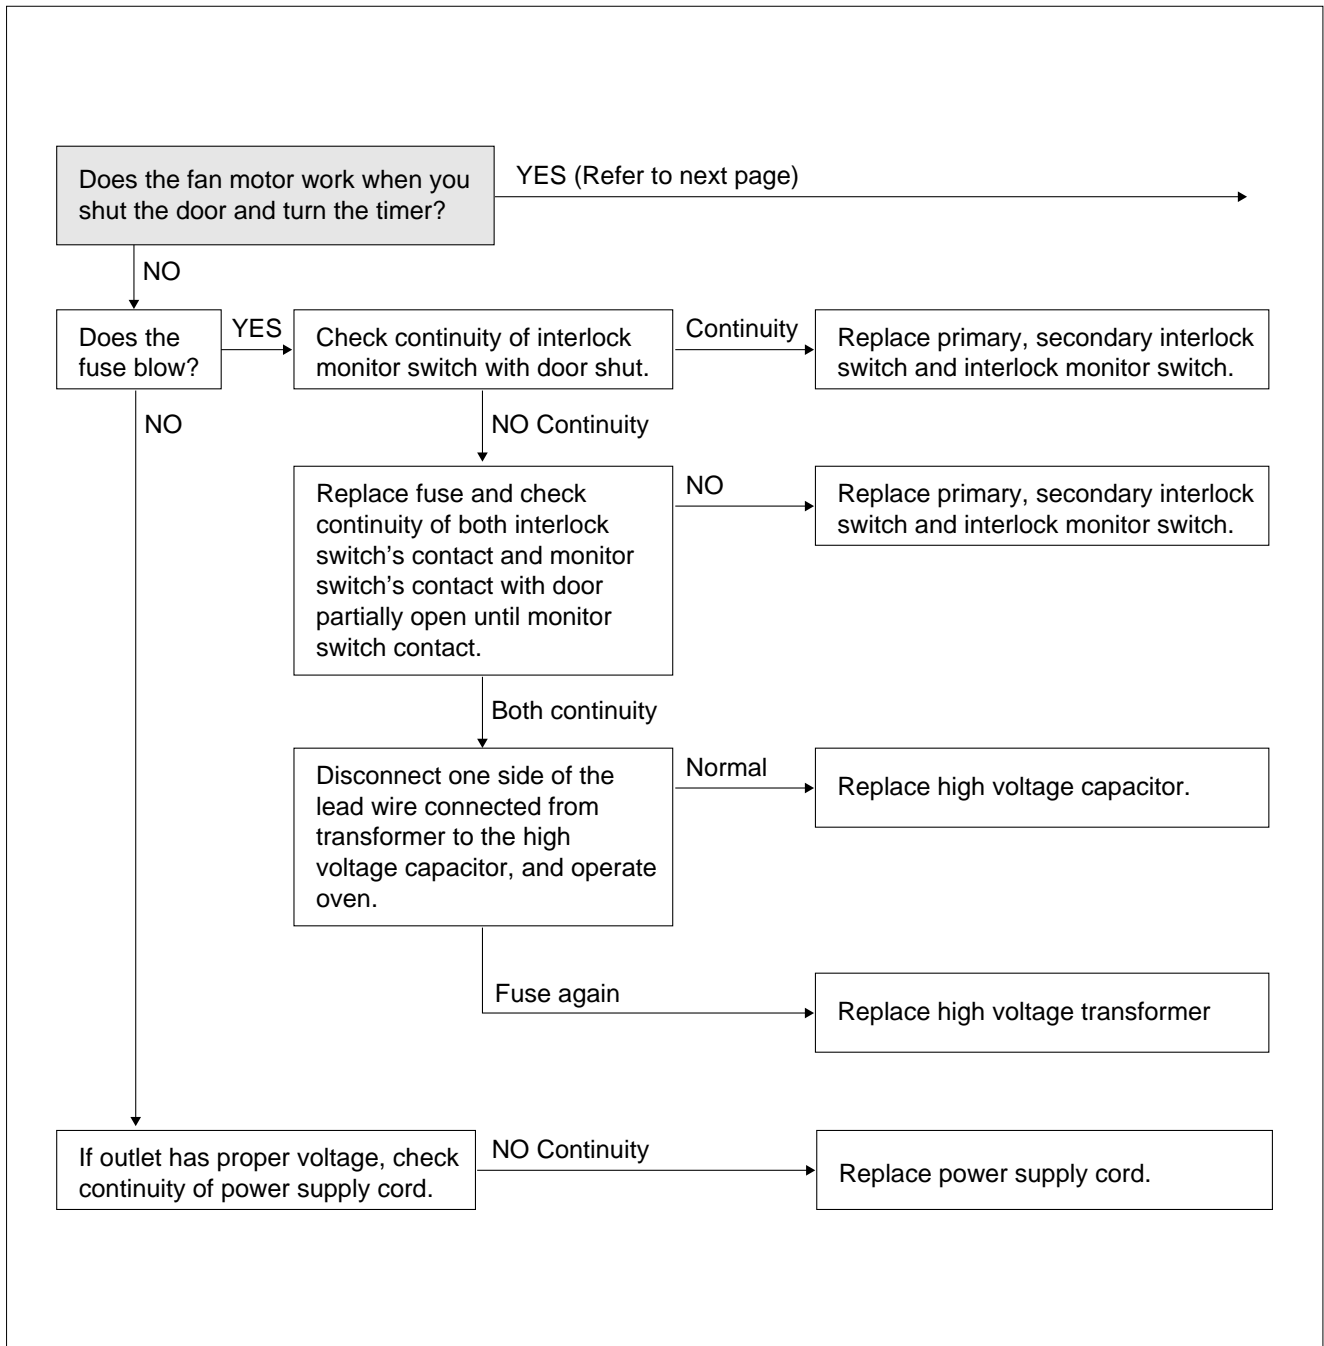 Does the fan motor work when you
shut the door and turn the timer?
YES (Refer to next page)
NO
Does the
fuse blow?
YES
Check continuity of interlock
monitor switch with door shut.
Continuity
Replace primary, secondary interlock
switch and interlock monitor switch.
NO
NO Continuity
Replace fuse and check
continuity of both interlock
switch’s contact and monitor
switch’s contact with door
partially open until monitor
switch contact.
NO
Replace primary, secondary interlock
switch and interlock monitor switch.
Both continuity
Disconnect one side of the
lead wire connected from
transformer to the high
voltage capacitor, and operate
oven.
Normal
Replace high voltage capacitor.
Fuse again
Replace high voltage transformer
If outlet has proper voltage, check
continuity of power supply cord.
NO Continuity
Replace power supply cord.